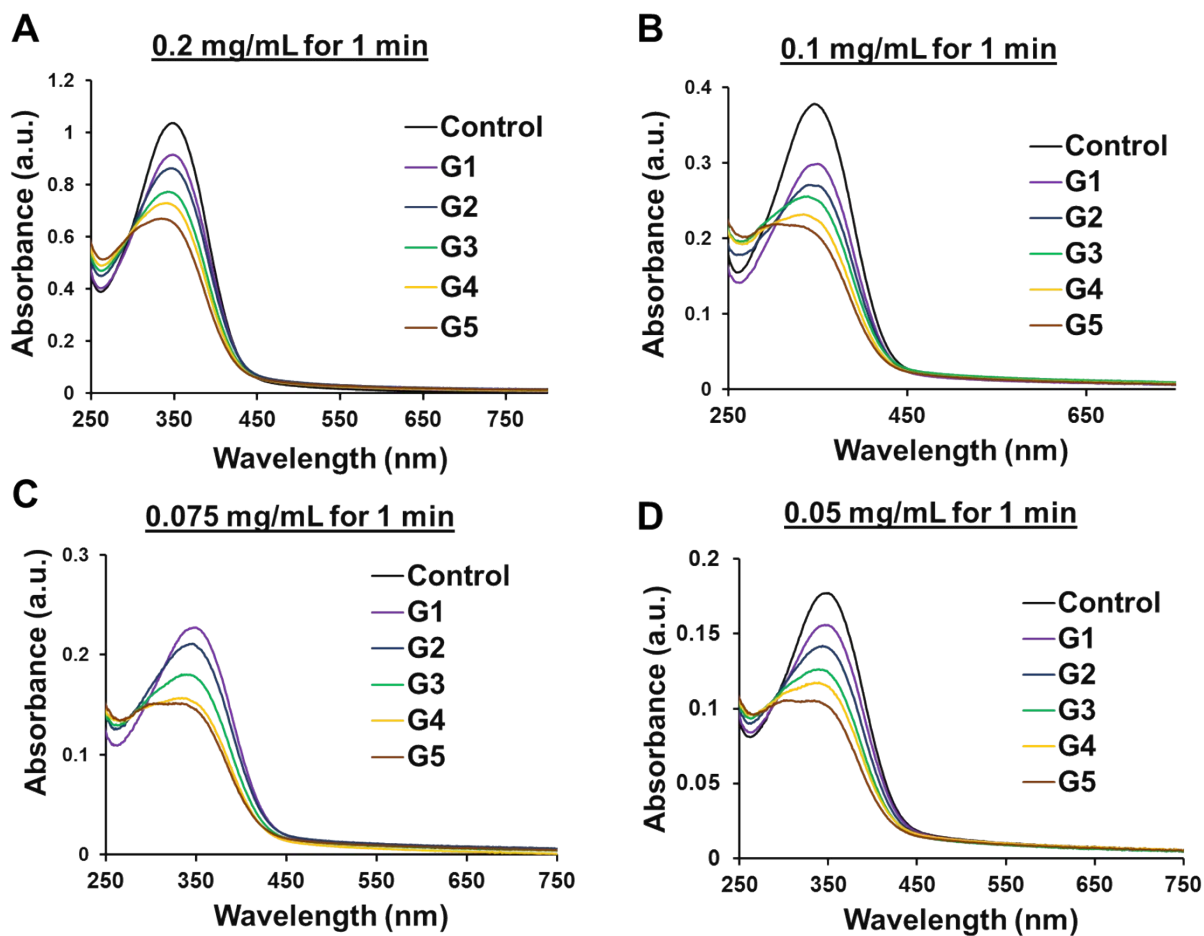 A
0.2 mg/mL for 1 min
Absorbance (a.u.)
1.2
1
0.8
0.6
0.4
0.2
0
250
350
450
550
650
750
Wavelength (nm)
Control
G1
G2
G3
G4
G5
B
0.1 mg/mL for 1 min
Absorbance (a.u.)
0.4
0.3
0.2
0.1
0
250
450
650
Wavelength (nm)
Control
G1
G2
G3
G4
G5
C
0.075 mg/mL for 1 min
Absorbance (a.u.)
0.3
0.2
0.1
0
250
350
450
550
650
750
Wavelength (nm)
Control
G1
G2
G3
G4
G5
D
0.05 mg/mL for 1 min
Absorbance (a.u.)
0.2
0.15
0.1
0.05
0
250
350
450
550
650
750
Wavelength (nm)
Control
G1
G2
G3
G4
G5